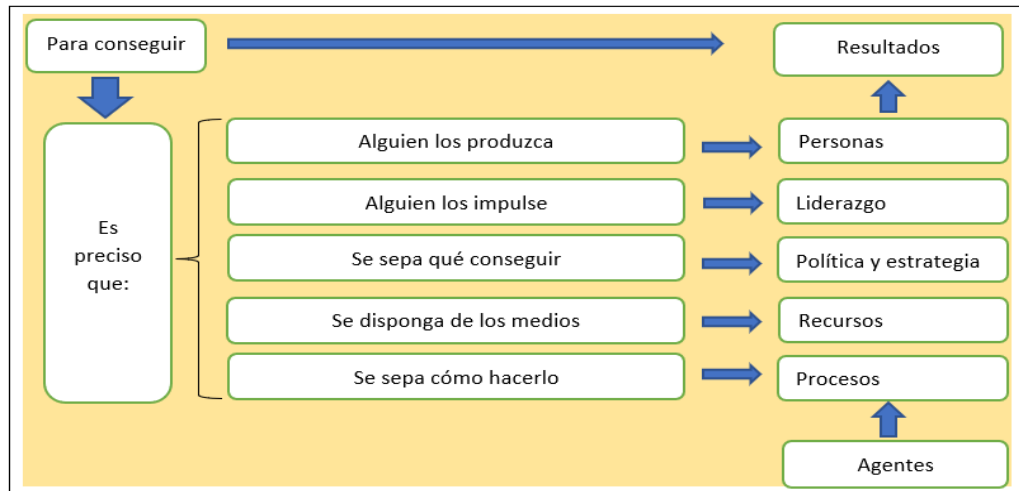 Para conseguir
Resultados
Es
preciso
que:
Alguien los produzca
Personas
Alguien los impulse
Liderazgo
Se sepa qué conseguir
Política y estrategia
Se disponga de los medios
Recursos
Se sepa cómo hacerlo
Procesos
Agentes